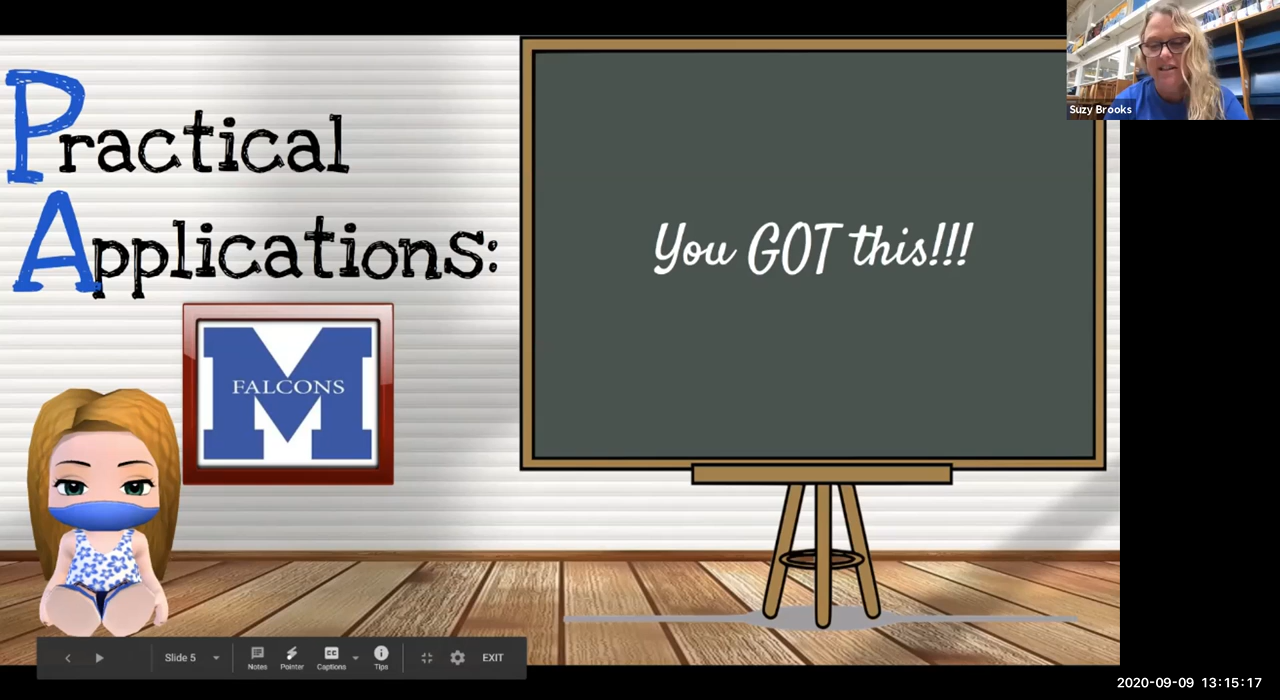 Practical
Applications:
FALCONS
You GOT this!!!
Suzy Brooks
Slide 5
Notes
Pointer
CC
Captions
Tips
EXIT
2020-09-09 13:15:17